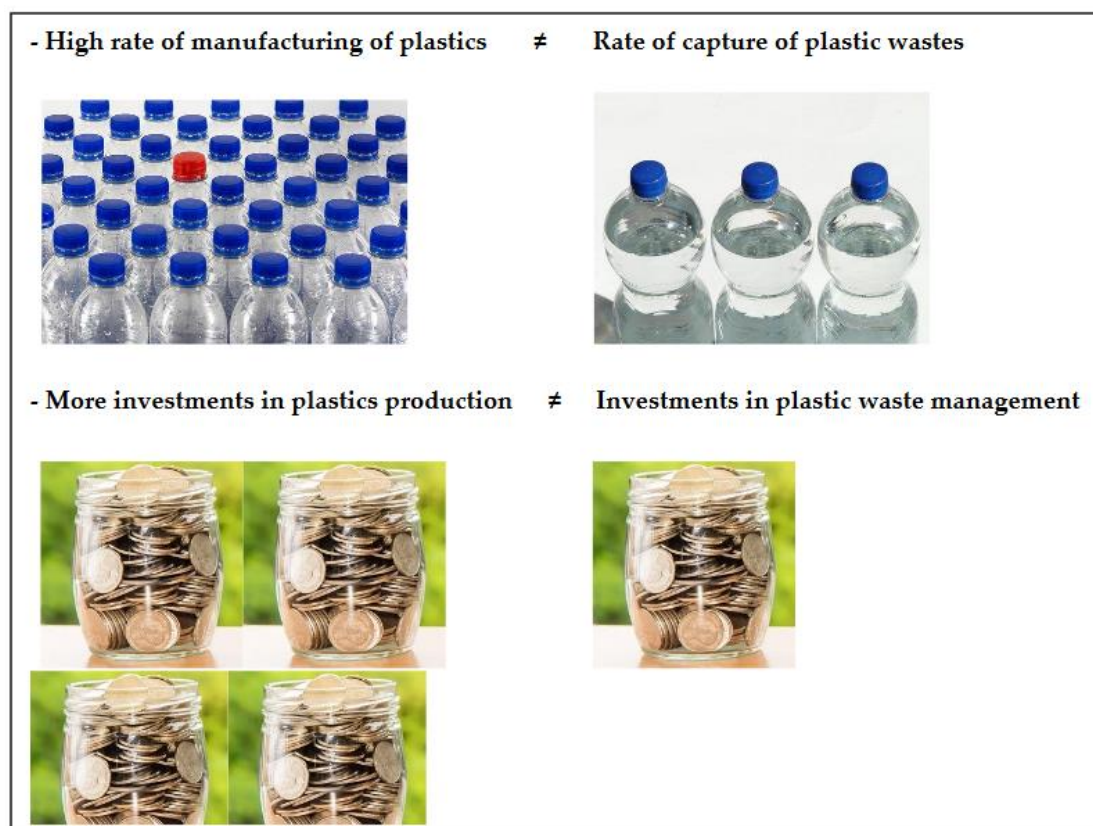 - High rate of manufacturing of plastics ≠ Rate of capture of plastic wastes
- More investments in plastics production ≠ Investments in plastic waste management